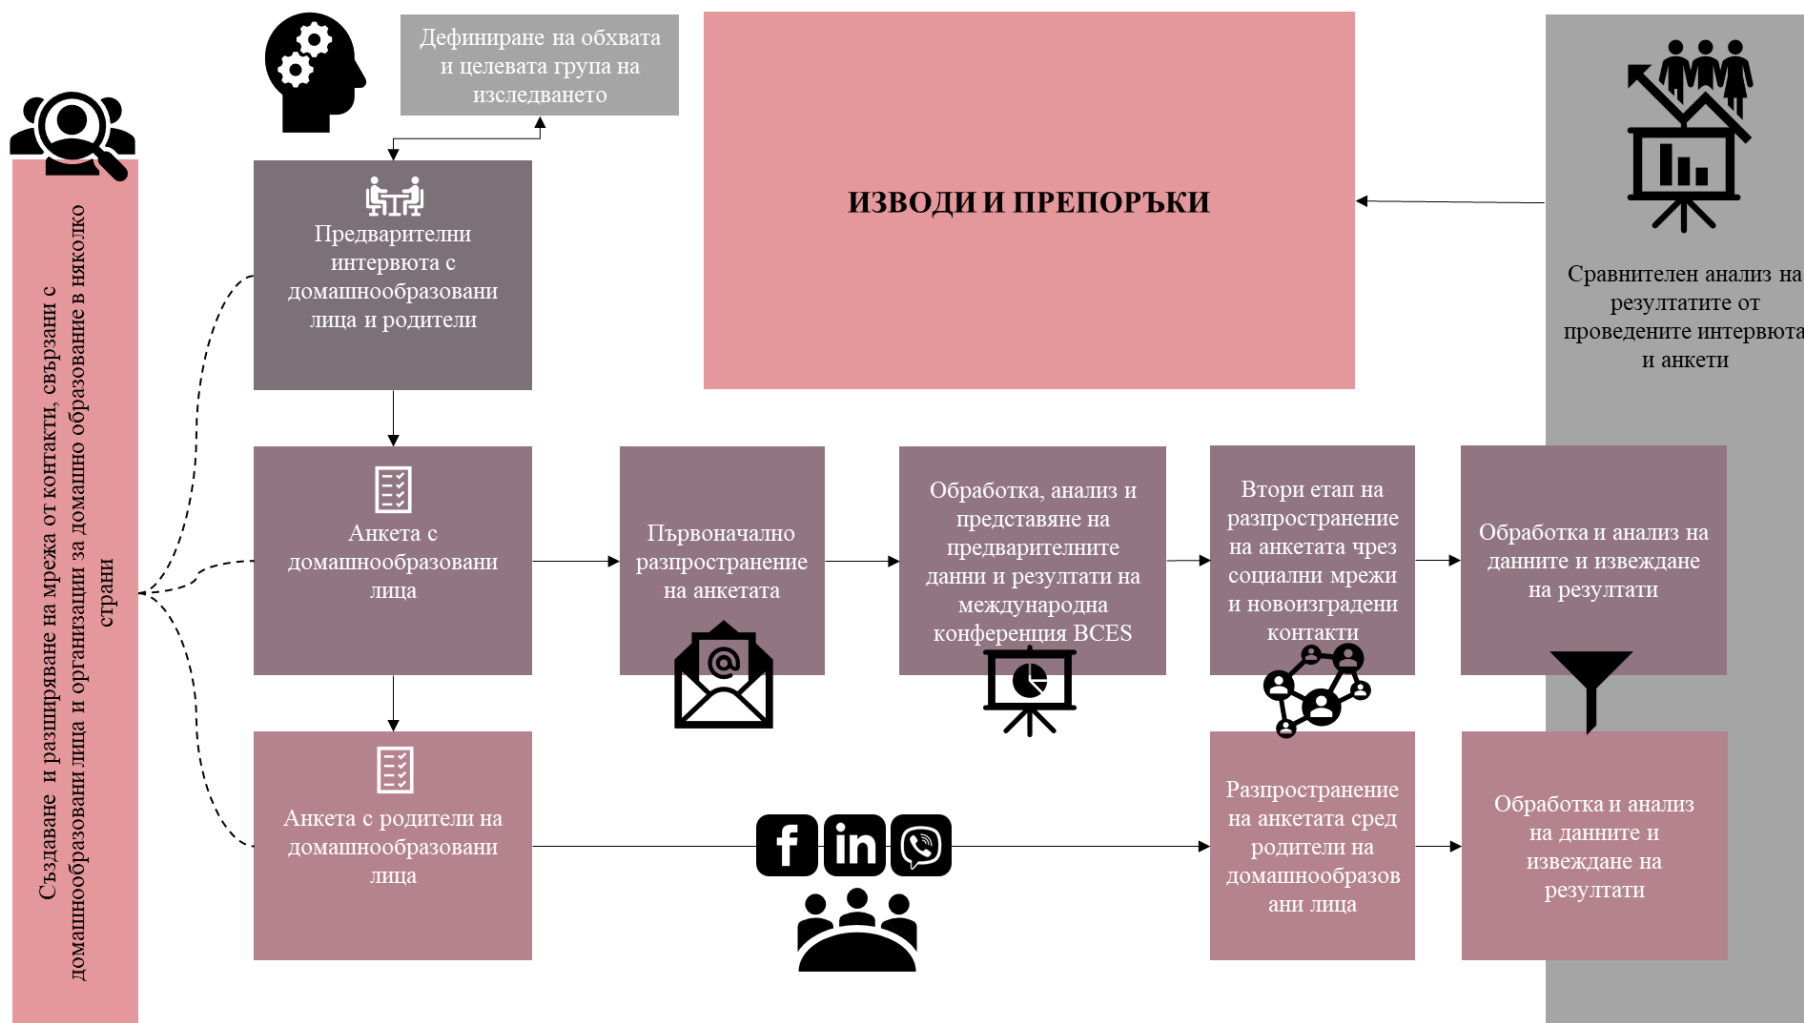 Създаване и разширяване на мрежа от контакти, свързани с
домашнообразовани лица и организации за домашно образование в няколко
страни
Дефиниране на обхвата
и целевата група на
изследването
Предварителни
интервюта с
домашнообразовани
лица и родители
ИЗВОДИ И ПРЕПОРЪКИ
Сравнителен анализ на
резултатите от
проведените интервюта
и анкети
Анкета с
домашнообразовани
лица
Първоначално
разпространение
на анкетата
@
Обработка, анализ и
представяне на
предварителните
данни и резултати на
международна
конференция BCES
Втори етап на
разпространение
на анкетата чрез
социални мрежи
и новоизградени
контакти
Обработка и анализ на
данните и извеждане
на резултати
Анкета с родители на
домашнообразовани
лица
f
in
Разпространение
на анкетата сред
родители на
домашнообразов
ани лица
Обработка и анализ
на данните и
извеждане на
резултати